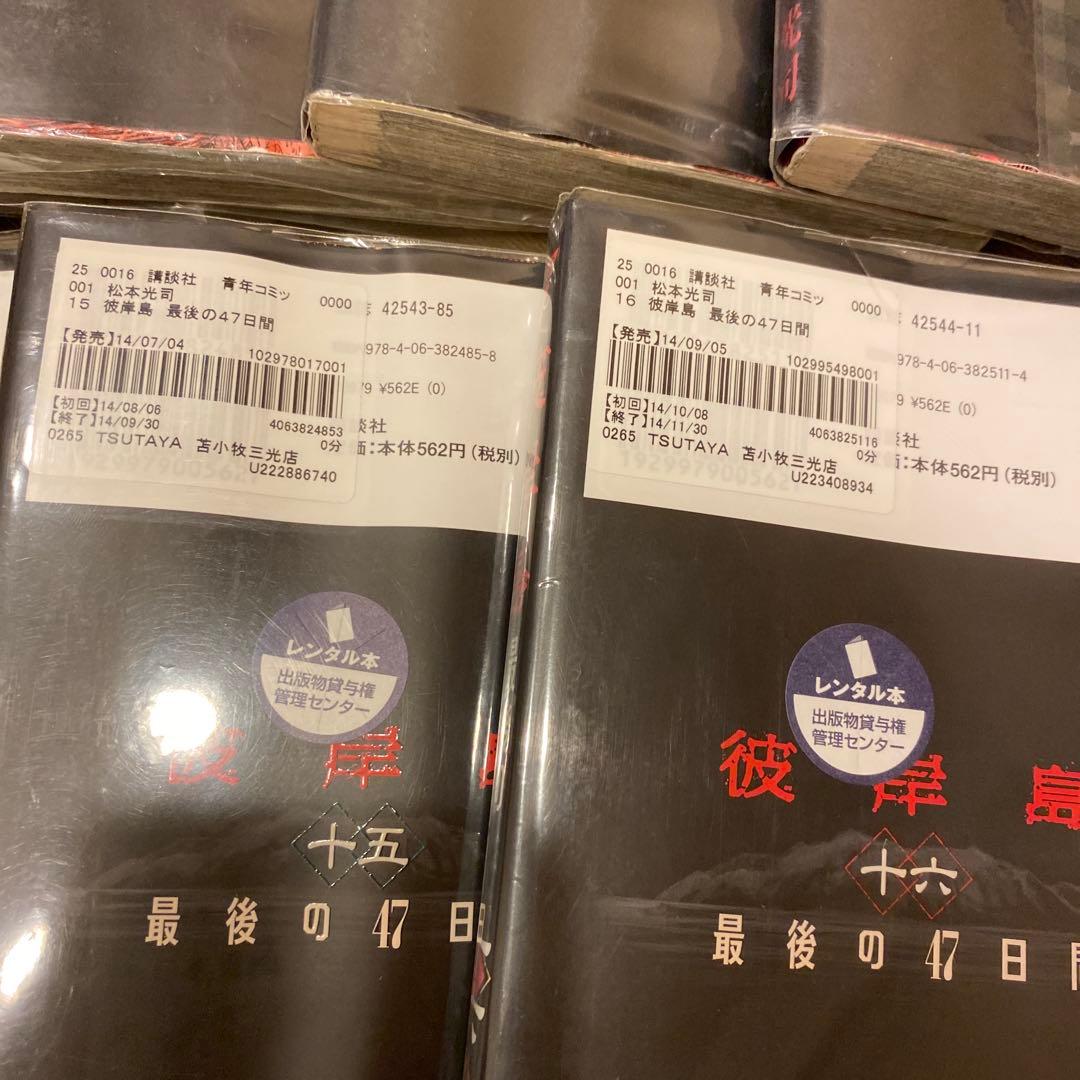 25 0016 講談社 青年コミッ 0000
001 松本光司
15 彼岸島 最後の47日間
【発売】14/07/04 102978017001
【初回】14/08/06 4063824853
【終了】14/09/30 0分
0265 TSUTAYA 苫小牧三光店
U222886740
42543-85
978-4-06-382485-8
¥562E (0)
談社
価:本体562円(税別)
レンタル本
出版物貸与権
管理センター
彼岸島
十五
最後の47日
25 0016 講談社 青年コミッ 0000
001 松本光司
16 彼岸島 最後の47日間
【発売】14/09/05 102995498001
【初回】14/10/08 4063825116
【終了】14/11/30 0分
0265 TSUTAYA 苫小牧三光店
U223408934
42544-11
978-4-06-382511-4
9 ¥562E (0)
談社
:本体562円(税別)
レンタル本
出版物貸与権
管理センター
彼岸島
十六
最後の47日間